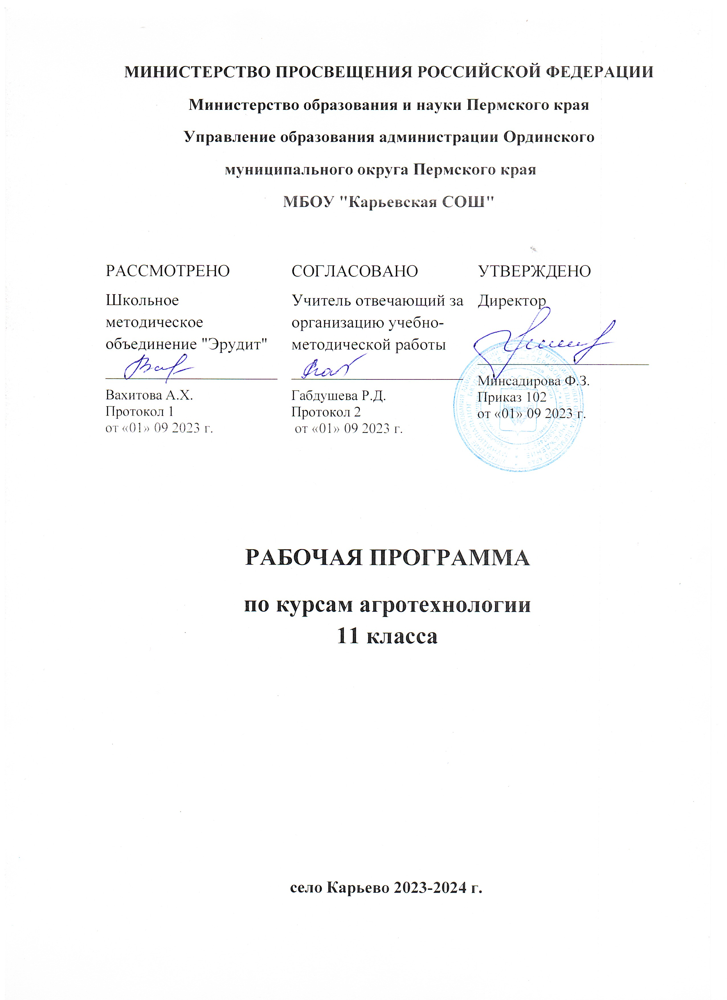 МИНИСТЕРСТВО ПРОСВЕЩЕНИЯ РОССИЙСКОЙ ФЕДЕРАЦИИ
Министерство образования и науки Пермского края
Управление образования администрации Ординского
муниципального округа Пермского края
МБОУ "Карьевская СОШ"
РАССМОТРЕНО
Школьное
методическое
объединение "Эрудит"
Вахитова А.Х.
Протокол 1
от «01» 09 2023 г.
СОГЛАСОВАНО
Учитель отвечающий за
организацию учебно-
методической работы
Габдушева Р.Д.
Протокол 2
от «01» 09 2023 г.
УТВЕРЖДЕНО
Директор
Минсадирова Ф.З.
Приказ 102
от «01» 09 2023 г.
РАБОЧАЯ ПРОГРАММА
по курсам агротехнологии
11 класса
село Карьево 2023-2024 г.